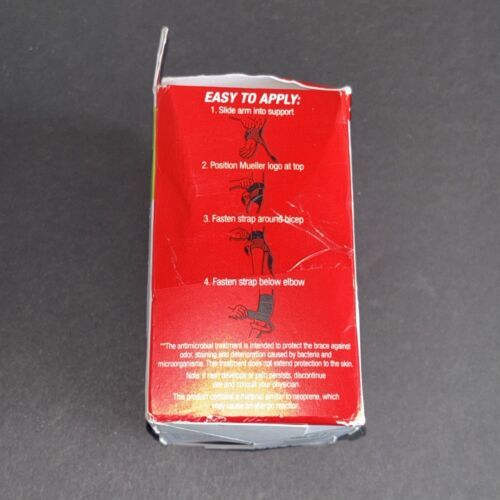 EASY TO APPLY:
1. Slide arm into support
2. Position Mueller logo at top
3. Fasten strap around bicep
4. Fasten strap below elbow
**The antimicrobial treatment is intended to protect the brace against
odor, staining and deterioration caused by bacteria and
microorganisms. This treatment does not extend protection to the skin.
Note: If rash develops or pain persists, discontinue
use and consult your physician.
This product contains a material similar to neoprene, which
may cause an allergic reaction.